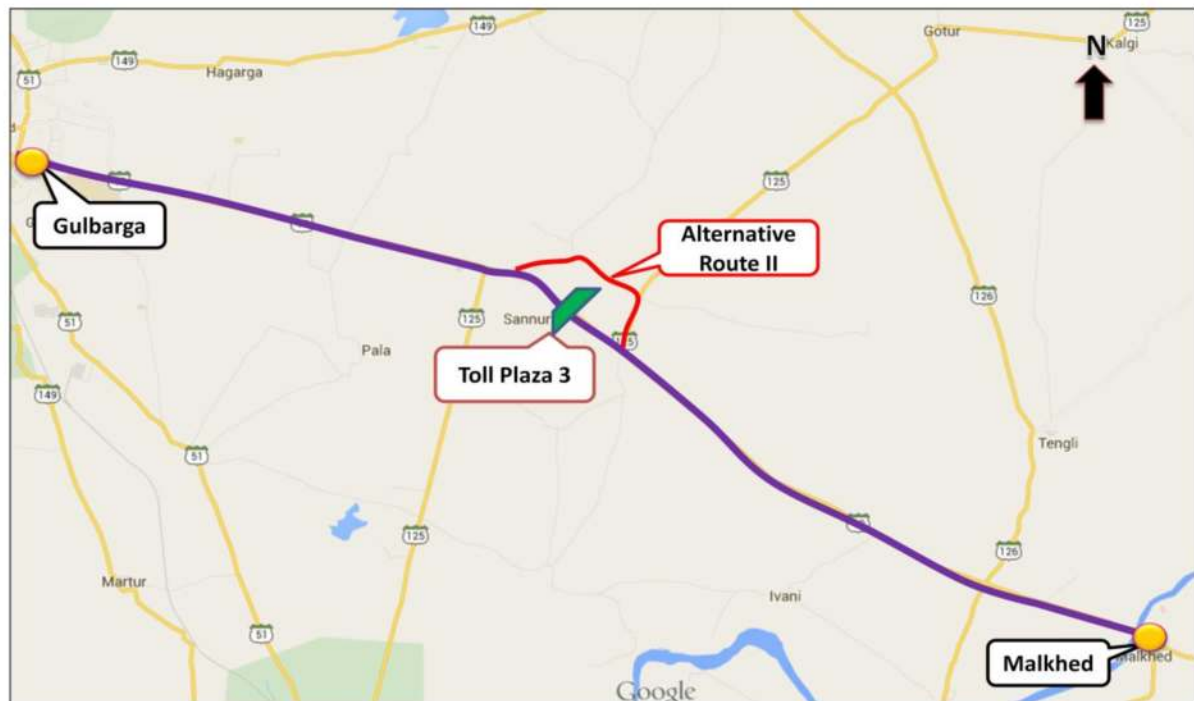 149
125
Gotur
N
Kalgi
149
51
Hagarga
51
125
Gulbarga
Alternative
Route II
125
126
51
Sannur
Pala
Toll Plaza 3
149
Tengli
51
125
126
Martur
Ivani
51
Malkhed
Malkhed
Google